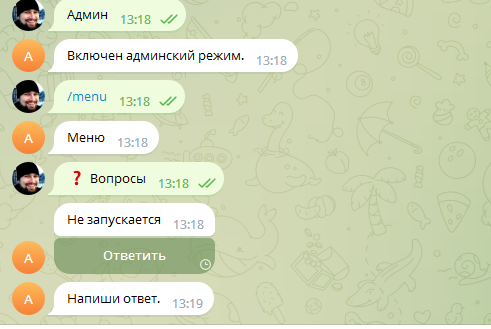 Админ 13:18
А
Включен админский режим. 13:18
/menu 13:18
А
Меню 13:18
❓ Вопросы 13:18
Не запускается 13:18
А
Ответить
А
Напиши ответ. 13:19